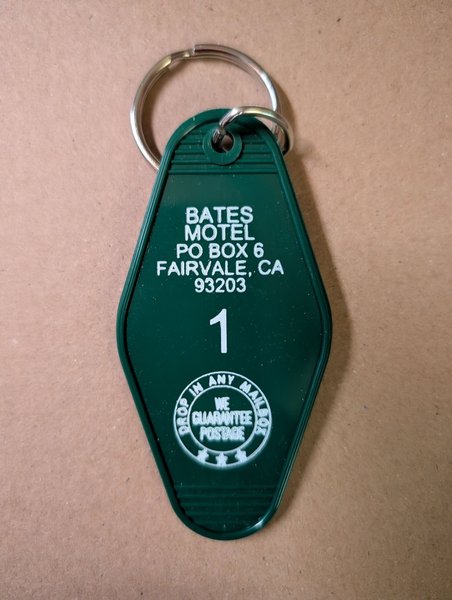 BATES
MOTEL
PO BOX 6
FAIRVALE, CA
93203
1
DROP IN ANY MAILBOX
WE
GUARANTEE
POSTAGE